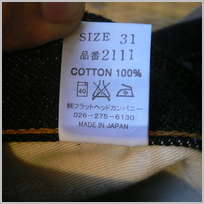 SIZE 31
品番2111
COTTON 100%
40
㈱フラットヘッドカンパニー
026-275-6130
MADE IN JAPAN